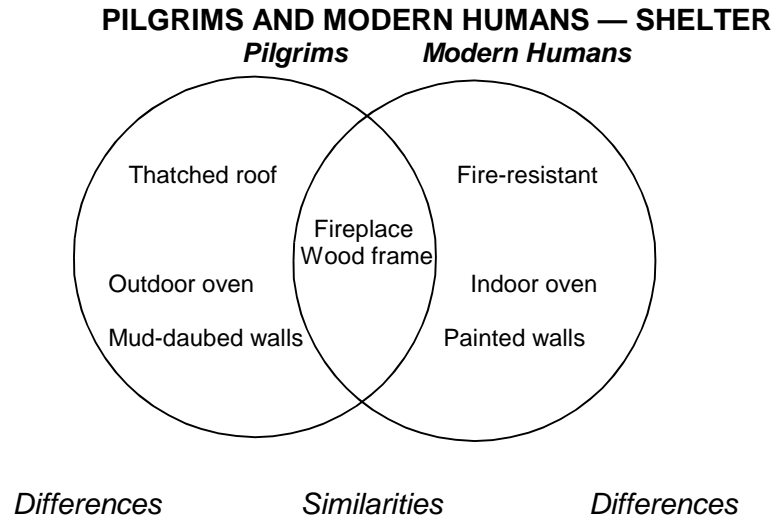 PILGRIMS AND MODERN HUMANS — SHELTER
Pilgrims Modern Humans
Thatched roof Fire-resistant
Fireplace
Wood frame
Outdoor oven Indoor oven
Mud-daubed walls Painted walls
Differences Similarities Differences